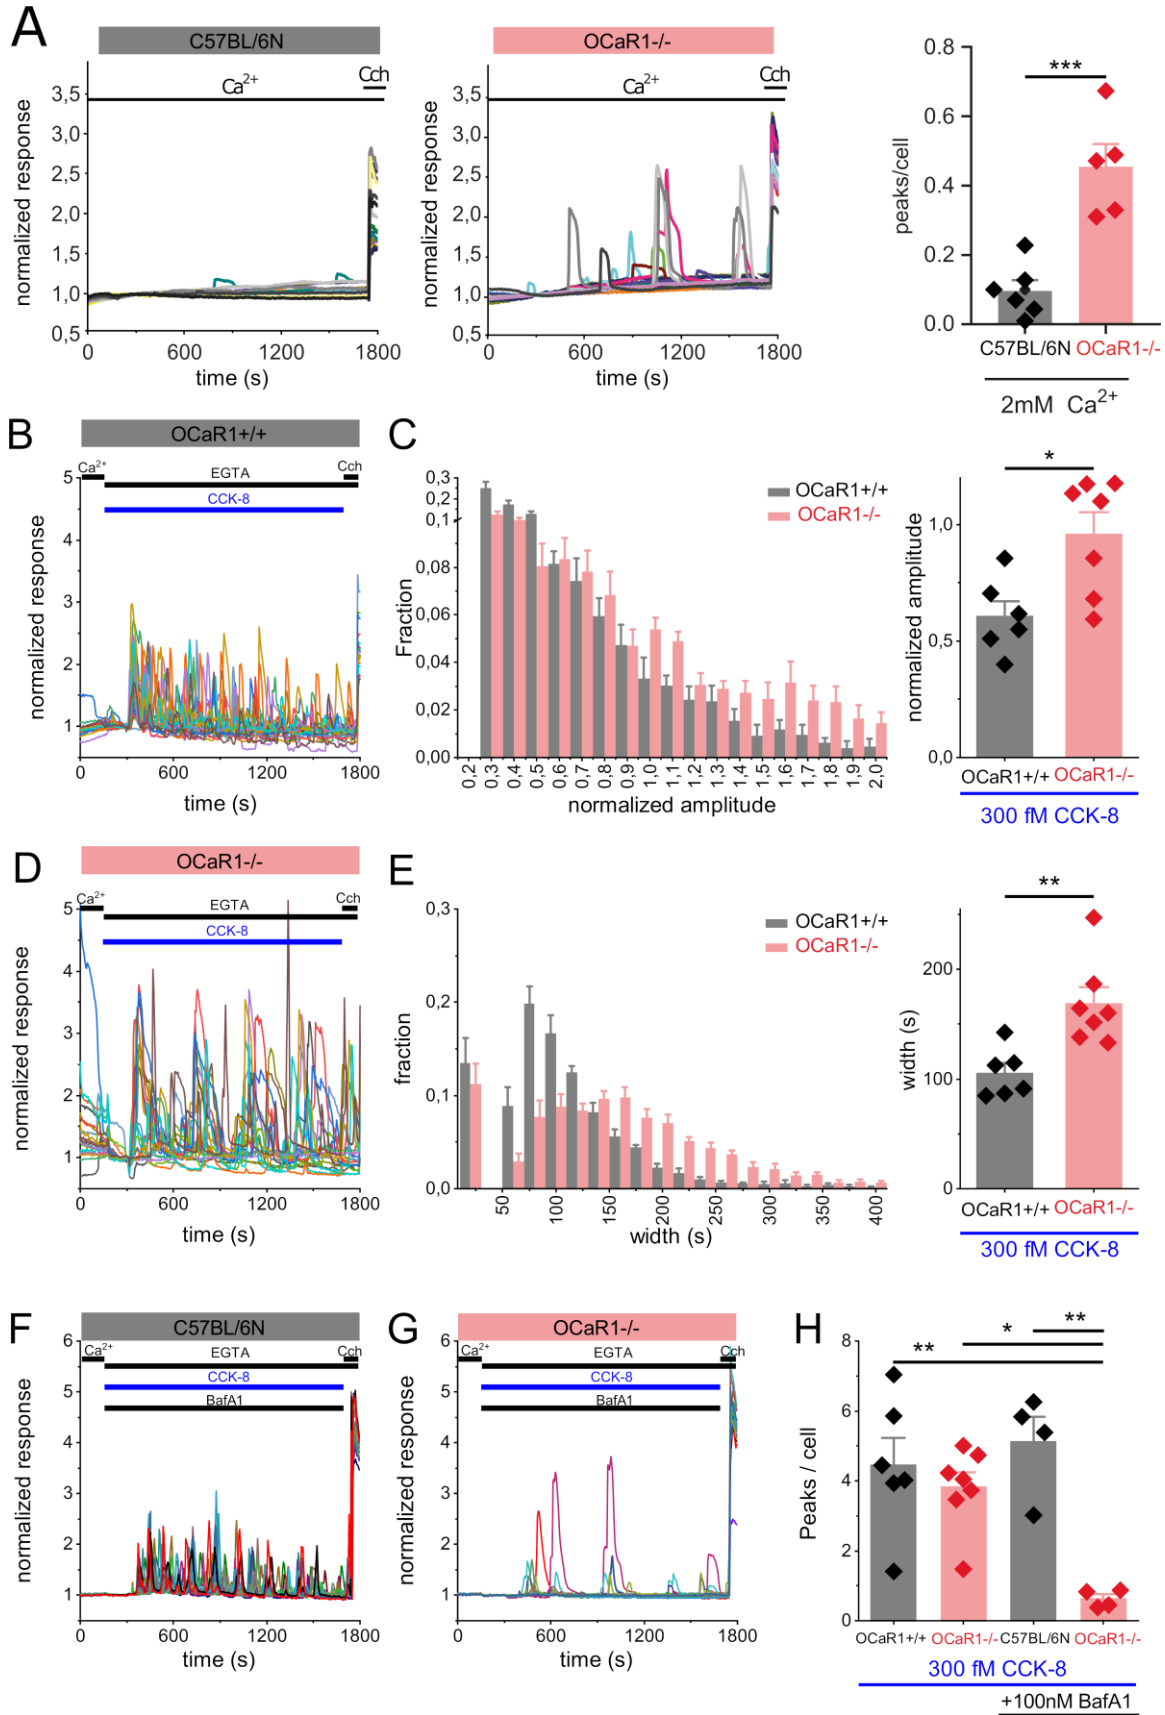 A
C57BL/6N
Ca2+
Cch
normalized response
3,5
3,0
2,5
2,0
1,5
1,0
0,5
0
600
1200
1800
time (s)
OCaR1-/-
Ca2+
Cch
normalized response
3,5
3,0
2,5
2,0
1,5
1,0
0,5
0
600
1200
1800
time (s)
***
peaks/cell
0.8
0.6
0.4
0.2
0.0
C57BL/6N OCaR1-/-
2mM Ca2+
B
OCaR1+/+
Ca2+
EGTA
Cch
CCK-8
normalized response
5
3
2
1
0
600
1200
1800
time (s)
C
OCaR1+/+
OCaR1-/-
Fraction
0,3
0,2
0,1
0,08
0,06
0,04
0,02
0,00
0,2
0,3
0,4
0,5
0,6
0,7
0,8
0,9
1,0
1,1
1,2
1,3
1,4
1,5
1,6
1,7
1,8
1,9
2,0
normalized amplitude
*
normalized amplitude
1,0
0,5
0,0
OCaR1+/+ OCaR1-/-
300 fM CCK-8
D
OCaR1-/-
Ca2+
EGTA
Cch
CCK-8
normalized response
5
4
3
2
1
0
600
1200
1800
time (s)
E
OCaR1+/+
OCaR1-/-
fraction
0,3
0,2
0,1
0,0
50
100
150
200
250
300
350
400
width (s)
**
width (s)
200
100
0
OCaR1+/+ OCaR1-/-
300 fM CCK-8
F
C57BL/6N
Ca2+
EGTA
Cch
CCK-8
BafA1
normalized response
6
5
4
3
2
1
0
600
1200
1800
time (s)
G
OCaR1-/-
Ca2+
EGTA
Cch
CCK-8
BafA1
normalized response
6
5
4
3
2
1
0
600
1200
1800
time (s)
H
**
*
**
Peaks / cell
8
6
4
2
0
OCaR1+/+ OCaR1-/- C57BL/6N OCaR1-/-
300 fM CCK-8
+100nM BafA1